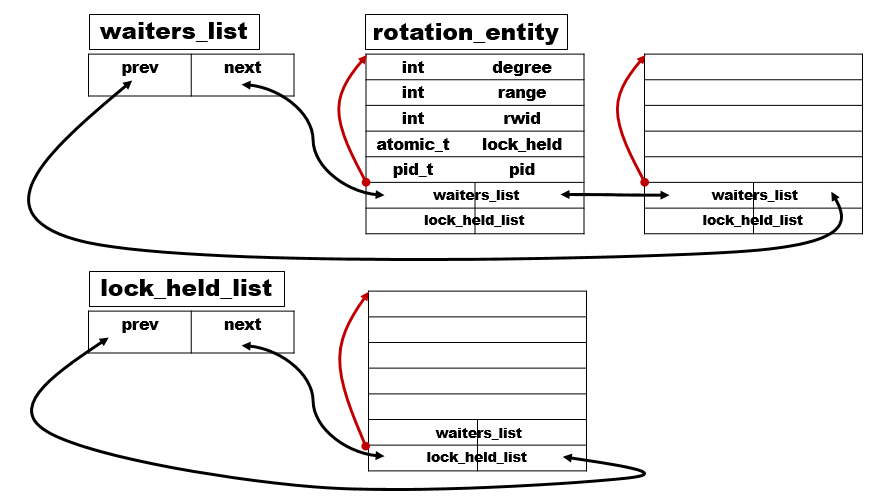 waiters_list
prev next
rotation_entity
int degree
int range
int rwid
atomic_t lock_held
pid_t pid
waiters_list
lock_held_list
waiters_list
lock_held_list
lock_held_list
prev next
waiters_list
lock_held_list